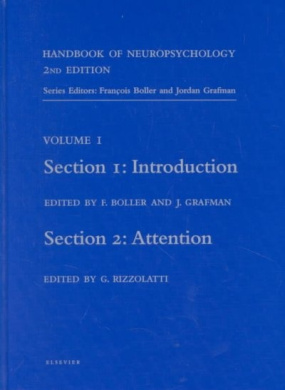 HANDBOOK OF NEUROPSYCHOLOGY
2ND EDITION
Series Editors: François Boller and Jordan Grafman
VOLUME I
Section 1: Introduction
EDITED BY F. BOLLER AND J. GRAFMAN
Section 2: Attention
EDITED BY G. RIZZOLATTI
ELSEVIER